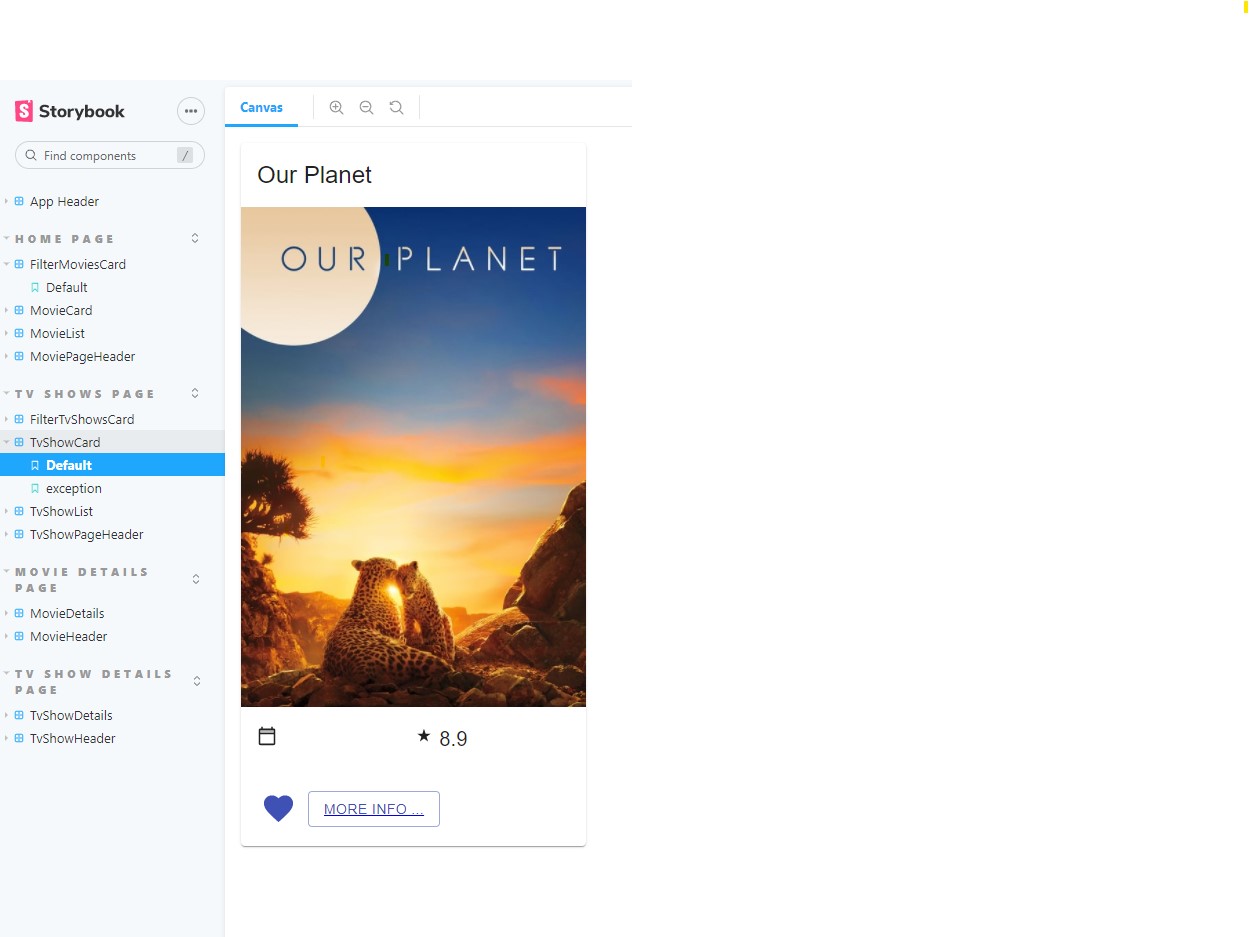 Storybook
Find components
/
App Header
HOME PAGE
FilterMoviesCard
Default
MovieCard
MovieList
MoviePageHeader
TV SHOWS PAGE
FilterTvShowsCard
TvShowCard
Default
exception
TvShowList
TvShowPageHeader
MOVIE DETAILS
PAGE
MovieDetails
MovieHeader
TV SHOW DETAILS
PAGE
TvShowDetails
TvShowHeader
Canvas
Our Planet
OUR PLANET
8.9
MORE INFO ...